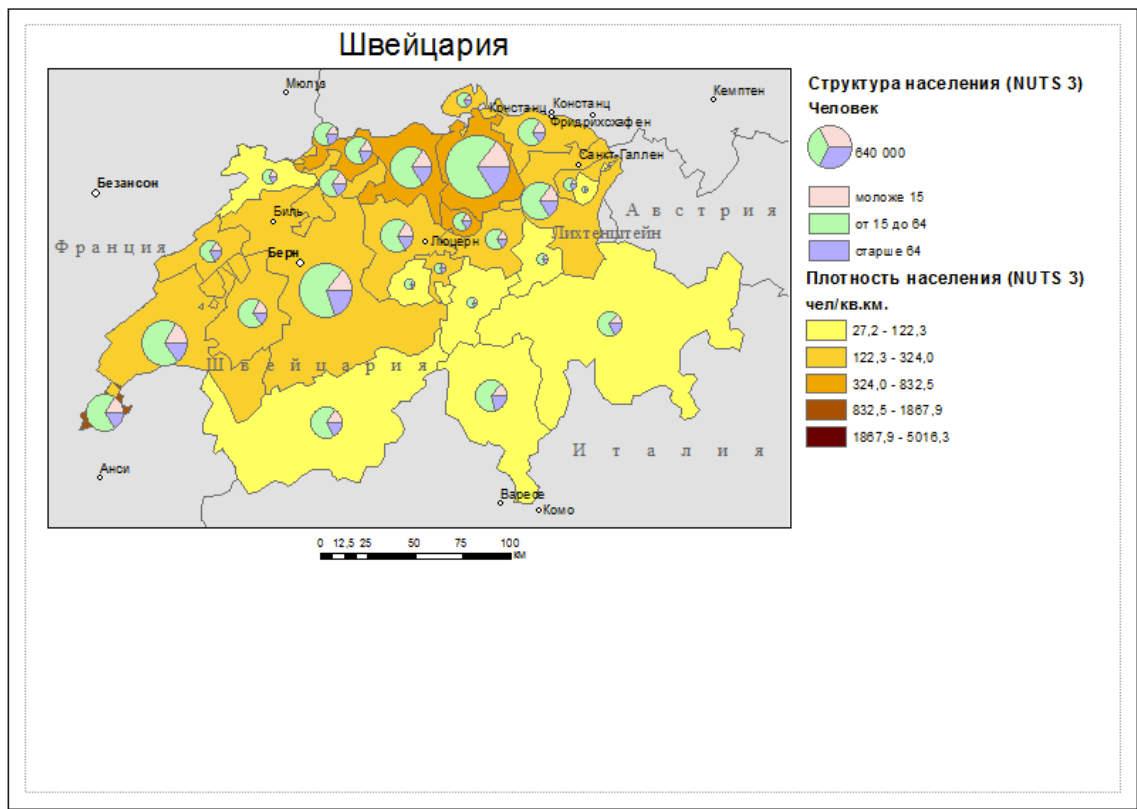 Швейцария
Мюлуз
Кемптен
Констанц
Констанц
Фридрихсхафен
Санкт-Галлен
Безансон
Австрия
Биль
Франция
Люцерн
Лихтенштейн
Берн
Швейцария
Италия
Анси
Варесе
Комо
0 12,5 25 50 75 100
км
Структура населения (NUTS 3)
Человек
640 000
моложе 15
от 15 до 64
старше 64
Плотность населения (NUTS 3)
чел/кв.км.
27,2 - 122,3
122,3 - 324,0
324,0 - 832,5
832,5 - 1867,9
1867,9 - 5016,3